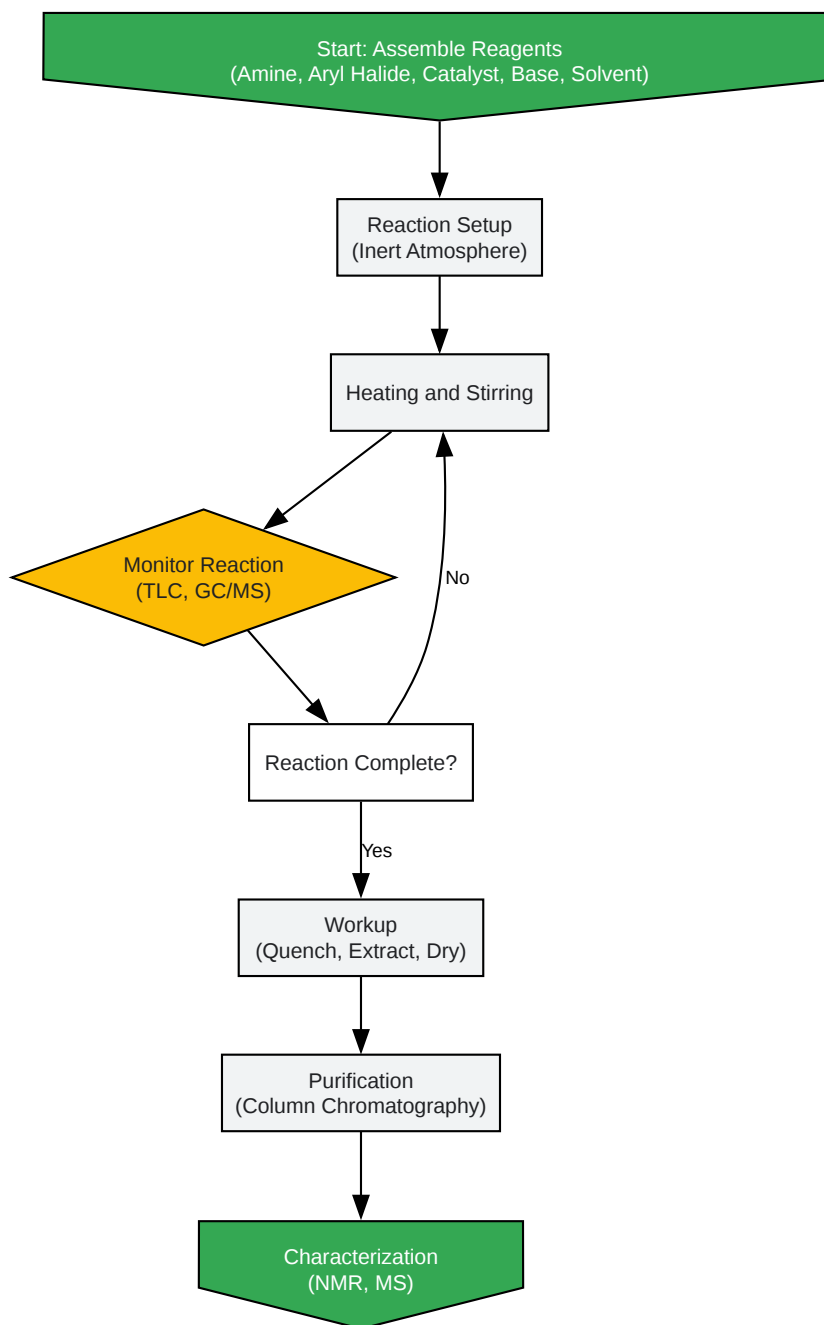 Start: Assemble Reagents
(Amine, Aryl Halide, Catalyst, Base, Solvent)
Reaction Setup
(Inert Atmosphere)
Heating and Stirring
Monitor Reaction
(TLC, GC/MS)
No
Reaction Complete?
Yes
Workup
(Quench, Extract, Dry)
Purification
(Column Chromatography)
Characterization
(NMR, MS)